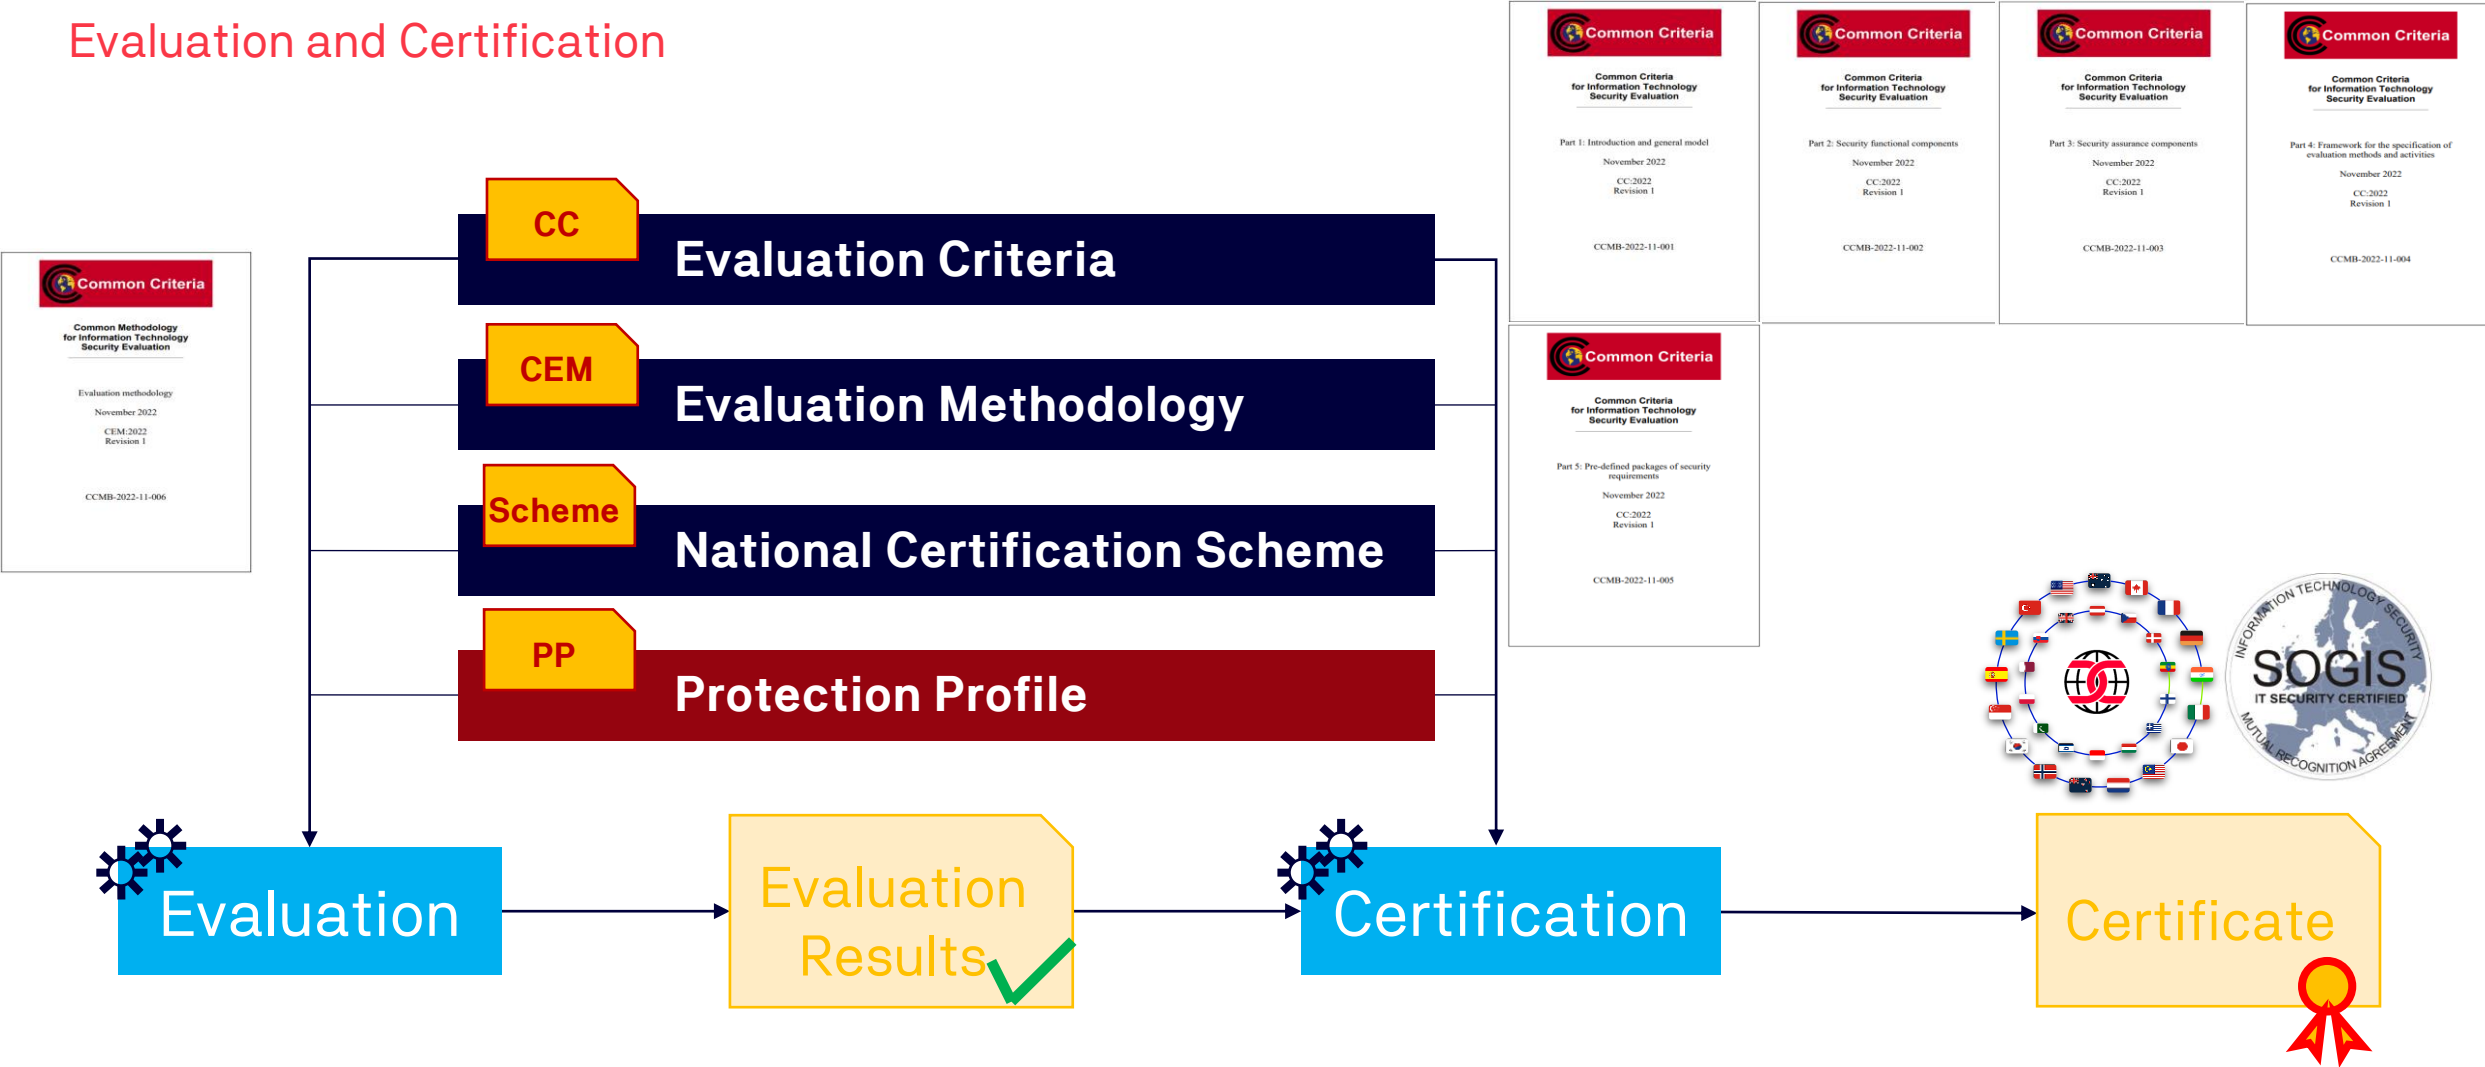 Evaluation and Certification
Common Criteria
Common Criteria
for Information Technology
Security Evaluation
Part 1: Introduction and general model
November 2022
CC:2022
Revision 1
CCMB-2022-11-001
Common Criteria
Common Criteria
for Information Technology
Security Evaluation
Part 2: Security functional components
November 2022
CC:2022
Revision 1
CCMB-2022-11-002
Common Criteria
Common Criteria
for Information Technology
Security Evaluation
Part 3: Security assurance components
November 2022
CC:2022
Revision 1
CCMB-2022-11-003
Common Criteria
Common Criteria
for Information Technology
Security Evaluation
Part 4: Framework for the specification of
evaluation methods and activities
November 2022
CC:2022
Revision 1
CCMB-2022-11-004
Common Criteria
Common Methodology
for Information Technology
Security Evaluation
Evaluation methodology
November 2022
CEM:2022
Revision 1
CCMB-2022-11-006
CC
Evaluation Criteria
CEM
Evaluation Methodology
Scheme
National Certification Scheme
PP
Protection Profile
Common Criteria
Common Criteria
for Information Technology
Security Evaluation
Part 5: Pre-defined packages of security
requirements
November 2022
CC:2022
Revision 1
CCMB-2022-11-005
INFORMATION TECHNOLOGY SECURITY
SOGIS
IT SECURITY CERTIFIED
MUTUAL RECOGNITION AGREEMENT
Evaluation
Evaluation
Results
Certification
Certificate